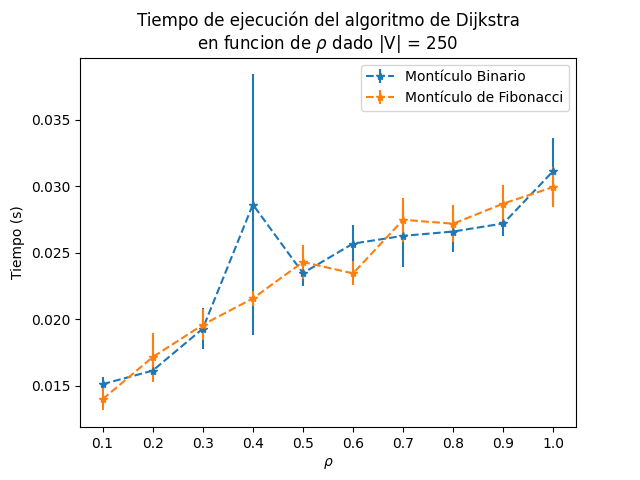 Tiempo de ejecución del algoritmo de Dijkstra
en funcion de ρ dado |V| = 250
Montículo Binario
Montículo de Fibonacci
Tiempo (s)
0.035
0.030
0.025
0.020
0.015
0.1 0.2 0.3 0.4 0.5 0.6 0.7 0.8 0.9 1.0
ρ